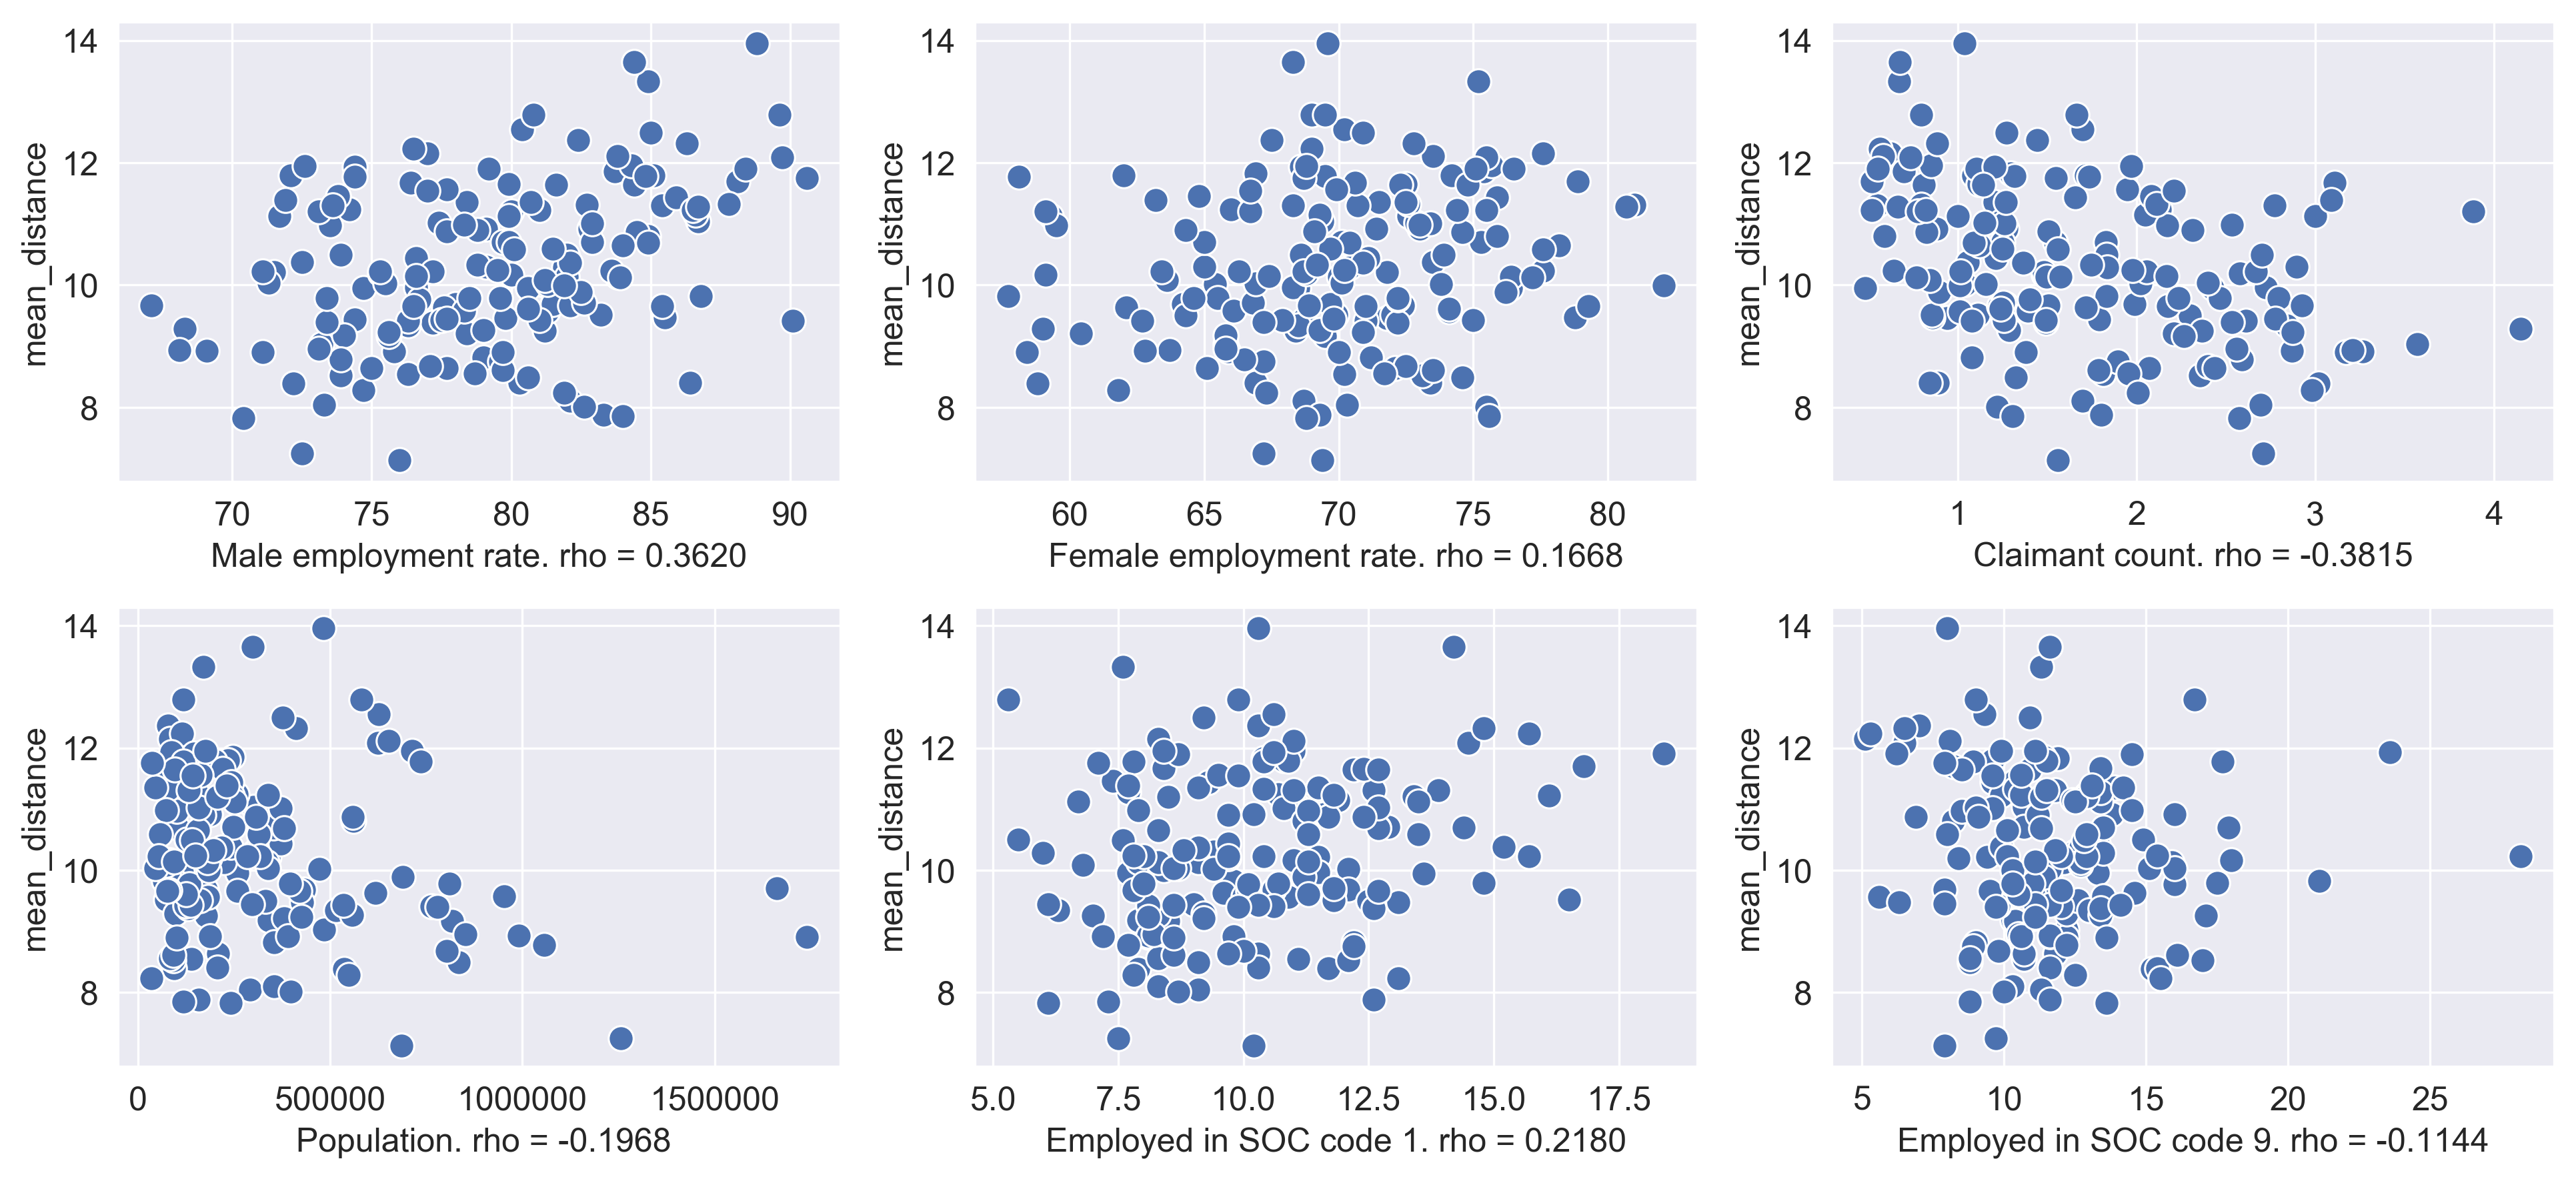 14
12
10
8
mean_distance
70 75 80 85 90
Male employment rate. rho = 0.3620
14
12
10
8
mean_distance
60 65 70 75 80
Female employment rate. rho = 0.1668
14
12
10
8
mean_distance
1 2 3 4
Claimant count. rho = -0.3815
14
12
10
8
mean_distance
0 500000 1000000 1500000
Population. rho = -0.1968
14
12
10
8
mean_distance
5.0 7.5 10.0 12.5 15.0 17.5
Employed in SOC code 1. rho = 0.2180
14
12
10
8
mean_distance
5 10 15 20 25
Employed in SOC code 9. rho = -0.1144